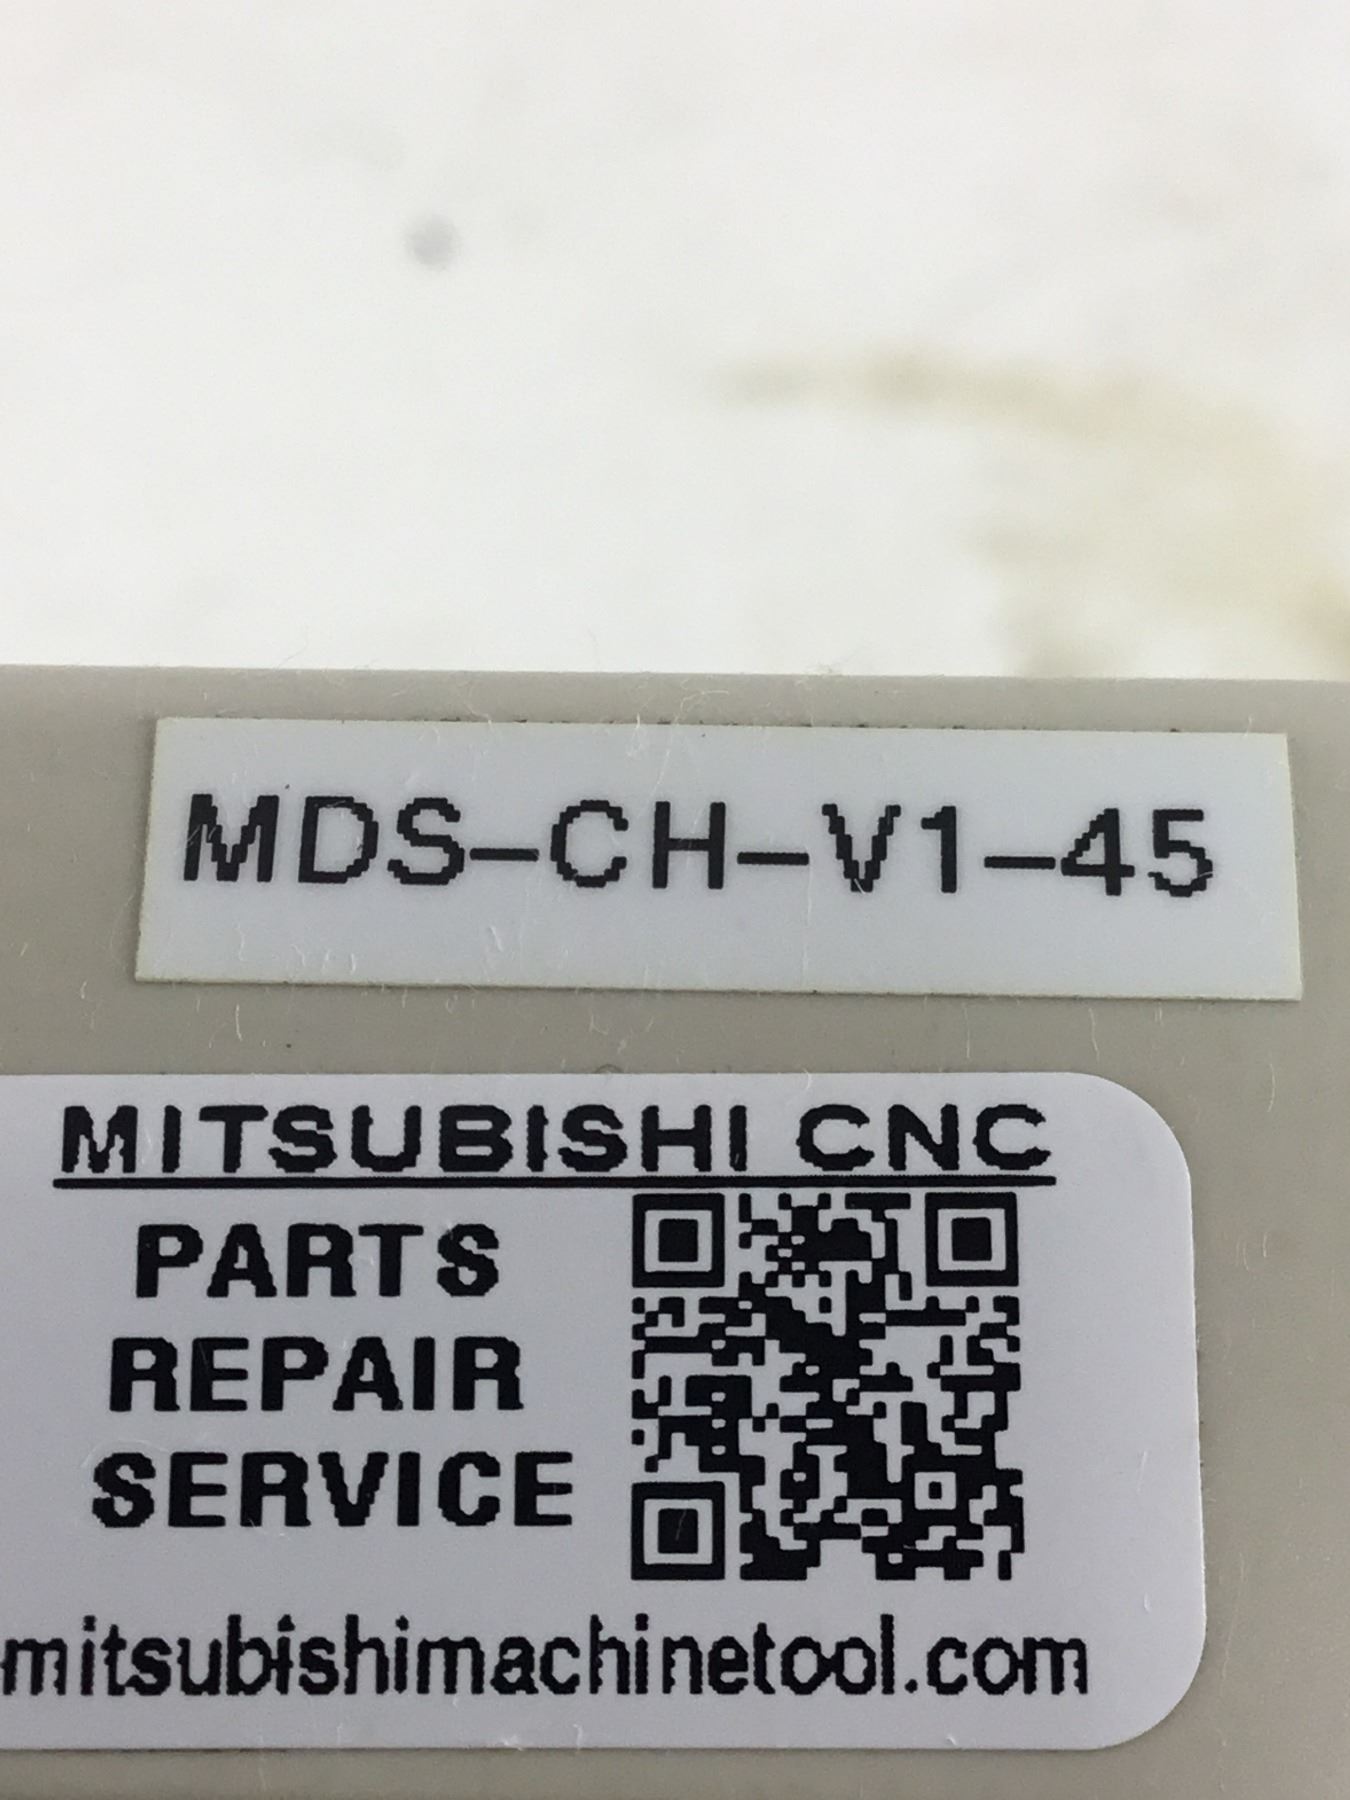 MDS-CH-V1-45
MITSUBISHI CNC
PARTS
REPAIR
SERVICE
mitsubishimachinetool.com